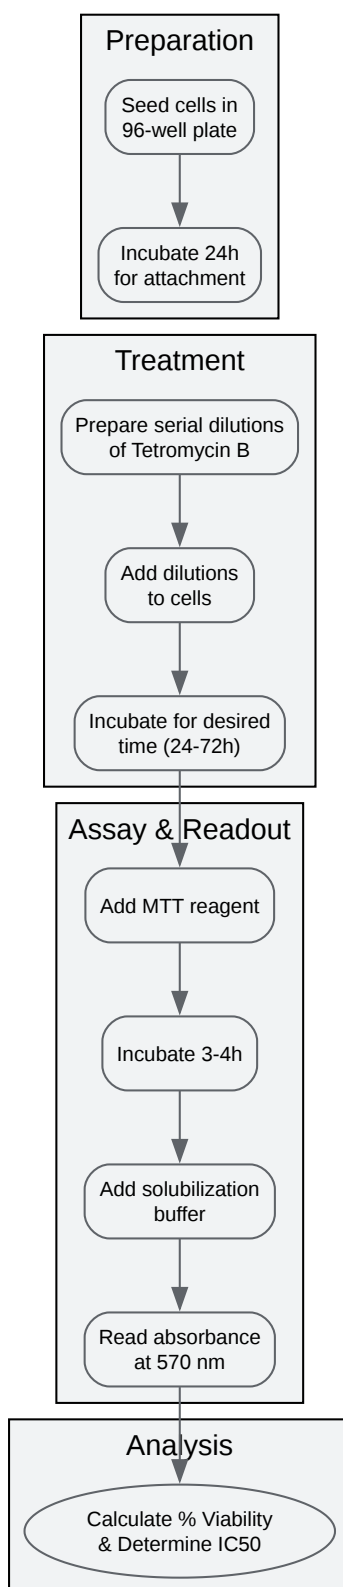 Preparation
Seed cells in
96-well plate
Incubate 24h
for attachment
Treatment
Prepare serial dilutions
of Tetromycin B
Add dilutions
to cells
Incubate for desired
time (24-72h)
Assay & Readout
Add MTT reagent
Incubate 3-4h
Add solubilization
buffer
Read absorbance
at 570 nm
Analysis
Calculate % Viability
& Determine IC50